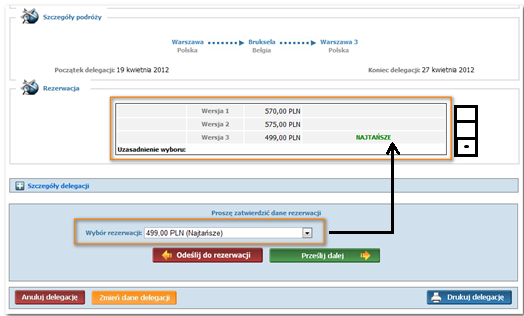 Szczegóły podróży
Warszawa Bruksela Warszawa 3
Polska Belgia Polska
Początek delegacji: 19 kwietnia 2012 Koniec delegacji: 27 kwietnia 2012
Rezerwacja
Wersja 1 570,00 PLN
Wersja 2 575,00 PLN
Wersja 3 499,00 PLN NAJTAŃSZE
Uzasadnienie wyboru:
Szczegóły delegacji
Proszę zatwierdzić dane rezerwacji
Wybór rezerwacji: 499,00 PLN (Najtańsze)
Odeślij do rezerwacji Prześlij dalej
Anuluj delegację Zmień dane delegacji Drukuj delegację